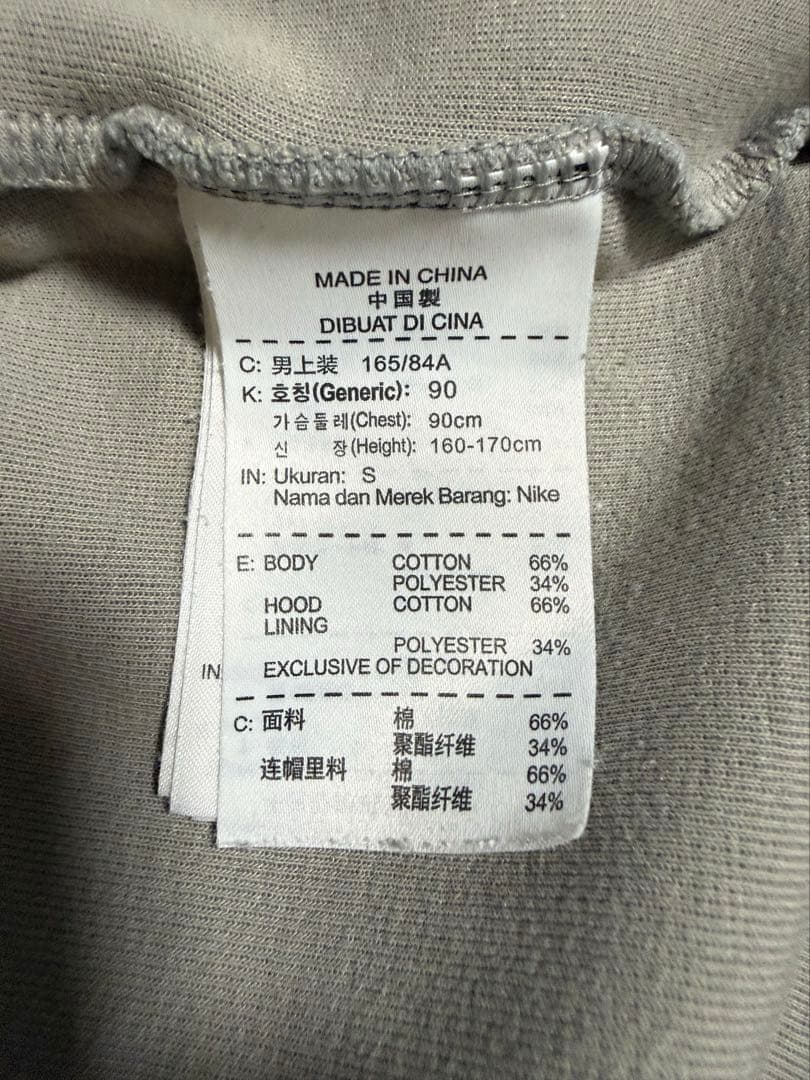 MADE IN CHINA
中国製
DIBUAT DI CINA
C: 男上装 165/84A
K: 호칭(Generic): 90
가슴둘레(Chest): 90cm
신 장(Height): 160-170cm
IN: Ukuran: S
Nama dan Merek Barang: Nike
E: BODY COTTON 66%
POLYESTER 34%
HOOD COTTON 66%
LINING
POLYESTER 34%
IN
EXCLUSIVE OF DECORATION
C: 面料 棉 66%
聚酯纤维 34%
连帽里料 棉 66%
聚酯纤维 34%